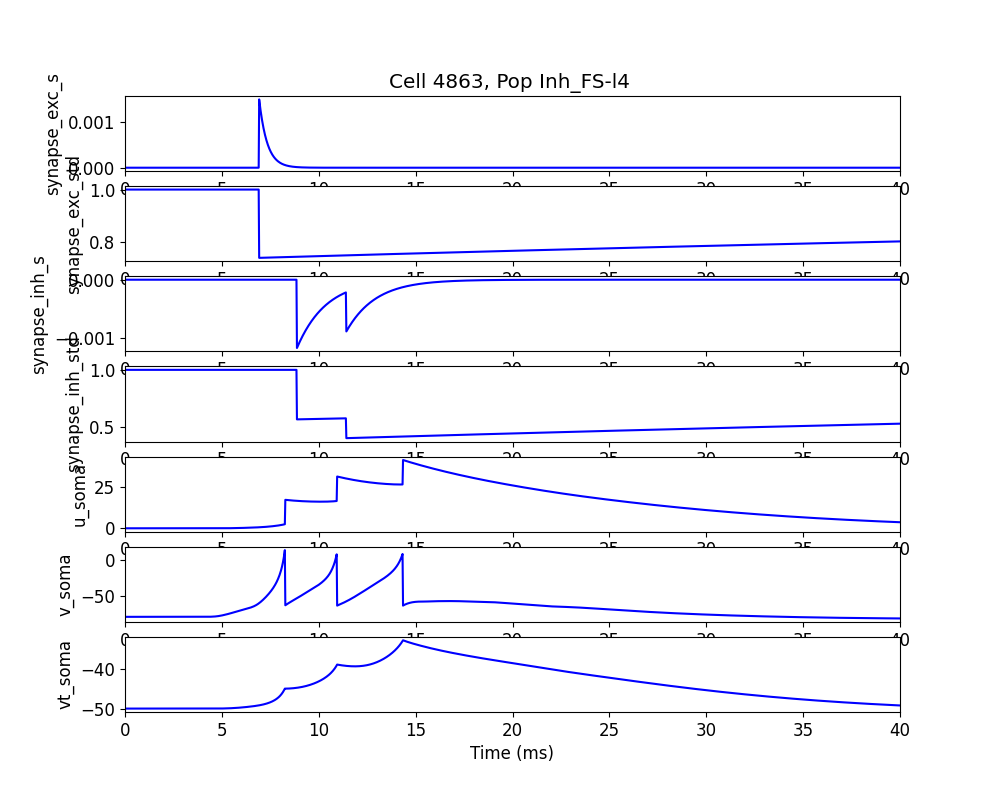 Cell 4863, Pop Inh_FS-l4
synapse_exc_s
0.001
0.000
synapse_exc_std
1.0
0.8
synapse_inh_s
0.000
−0.001
synapse_inh_std
1.0
0.5
u_soma
25
0
v_soma
0
−50
vt_soma
−40
−50
0 5 10 15 20 25 30 35 40
Time (ms)